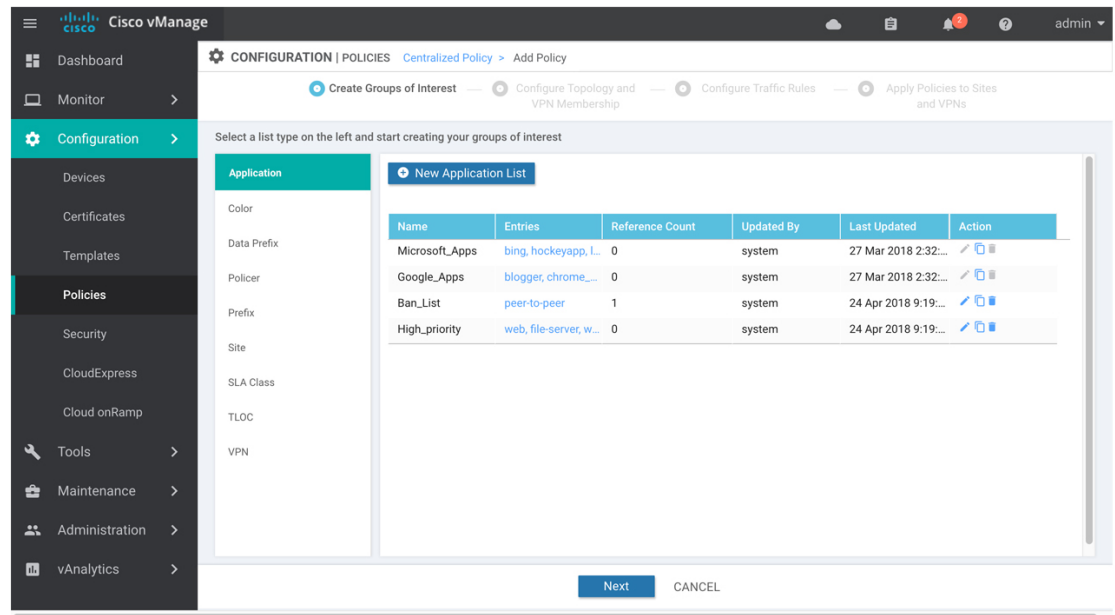 cisco Cisco vManage
2
admin
Dashboard
Monitor
Configuration
Devices
Certificates
Templates
Policies
Security
CloudExpress
Cloud onRamp
Tools
Maintenance
Administration
vAnalytics
CONFIGURATION | POLICIES Centralized Policy > Add Policy
Create Groups of Interest
Configure Topology and
VPN Membership
Configure Traffic Rules
Apply Policies to Sites
and VPNs
Select a list type on the left and start creating your groups of interest
Application
Color
Data Prefix
Policer
Prefix
Site
SLA Class
TLOC
VPN
New Application List
Name Entries Reference Count Updated By Last Updated Action
Microsoft_Apps bing, hockeyapp, l... 0 system 27 Mar 2018 2:32:...
Google_Apps blogger, chrome_... 0 system 27 Mar 2018 2:32:...
Ban_List peer-to-peer 1 system 24 Apr 2018 9:19:...
High_priority web, file-server, w... 0 system 24 Apr 2018 9:19:...
Next CANCEL